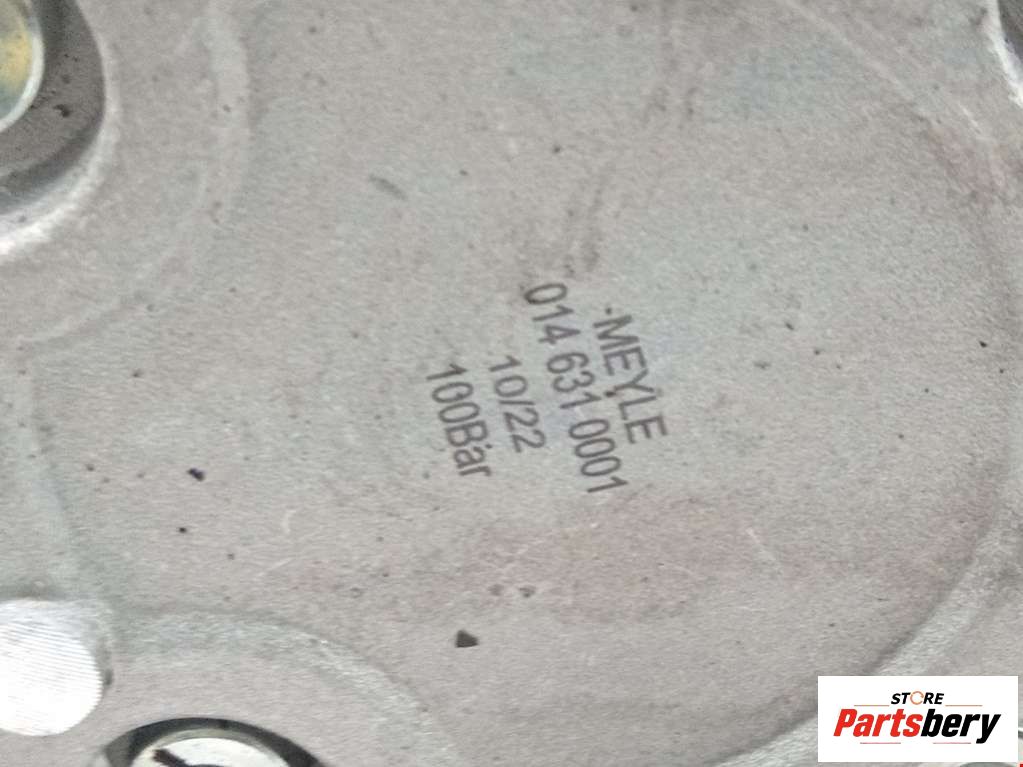 -MEYLE
014 631 0001
10/22
100Bar
STORE
Partsbery